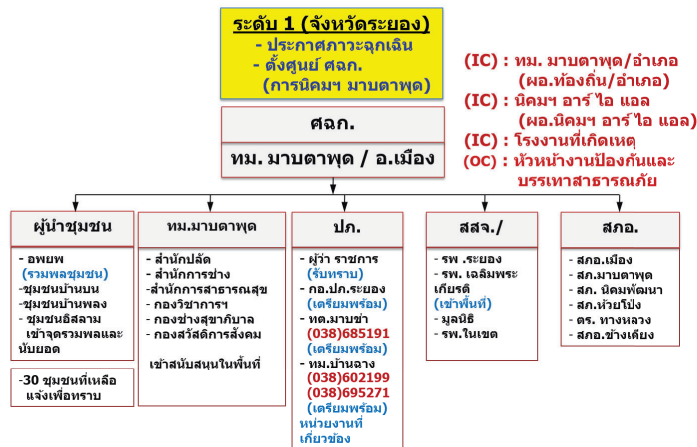 ระดับ 1 (จังหวัดระยอง)
- ประกาศภาวะฉุกเฉิน
- ตั้งศูนย์ ศฉก.
(การนิคมฯ มาบตาพุด)
(IC) : ทม. มาบตาพุด/อำเภอ
(ผอ.ท้องถิ่น/อำเภอ)
(IC) : นิคมฯ อาร์ ไอ แอล
(ผอ.นิคมฯ อาร์ ไอ แอล)
(IC) : โรงงานที่เกิดเหตุ
(OC) : หัวหน้างานป้องกันและ
บรรเทาสาธารณภัย
ศฉก.
ทม. มาบตาพุด / อ.เมือง
ผู้นำชุมชน
- อพยพ
(รวมพลชุมชน)
-ชุมชนบ้านบน
-ชุมชนบ้านพลง
- ชุมชนอิสลาม
เข้าจุดรวมพลและ
นับยอด
-30 ชุมชนที่เหลือ
แจ้งเพื่อทราบ
ทม.มาบตาพุด
- สำนักปลัด
- สำนักการช่าง
-สำนักการสาธารณสุข
- กองวิชาการฯ
- กองช่างสุขาภิบาล
- กองสวัสดิการสังคม
เข้าสนับสนุนในพื้นที่
ปภ.
- ผู้ว่า ราชการ
(รับทราบ)
- กอ.ปภ.ระยอง
(เตรียมพร้อม)
- ทต.มาบข่า
(038)685191
(เตรียมพร้อม)
- ทม.บ้านฉาง
(038)602199
(038)695271
(เตรียมพร้อม)
หน่วยงานที่
เกี่ยวข้อง
สสจ./
- รพ .ระยอง
- รพ. เฉลิมพระ
เกียรติ
(เข้าพื้นที่)
- มูลนิธิ
- รพ.ในเขต
สภอ.
- สภอ.เมือง
- สภ.มาบตาพุด
- สภ. นิคมพัฒนา
- สภ.ห้วยโป่ง
- ตร. ทางหลวง
- สภอ.ข้างเคียง